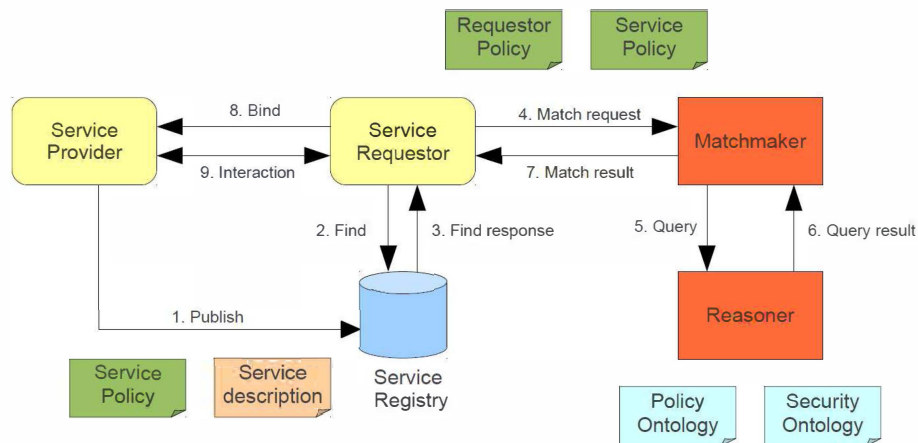 Requestor
Policy
Service
Policy
8. Bind
4. Match request
Service
Provider
Service
Requestor
Matchmaker
9. Interaction
7. Match result
2. Find
3. Find response
5. Query
6. Query result
1. Publish
Reasoner
Service
Policy
Service
description
Service
Registry
Policy
Ontology
Security
Ontology